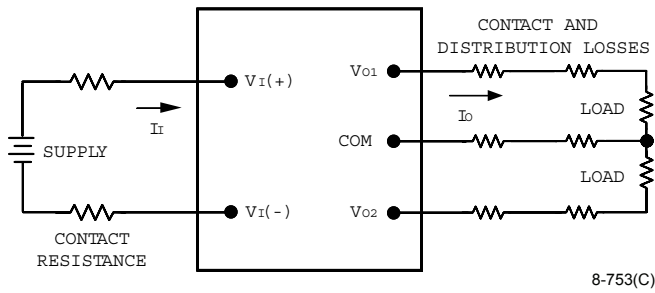 CONTACT AND
DISTRIBUTION LOSSES
VI(+)
VO1
II
IO
LOAD
SUPPLY
COM
LOAD
VI(-)
VO2
CONTACT
RESISTANCE
8-753(C)